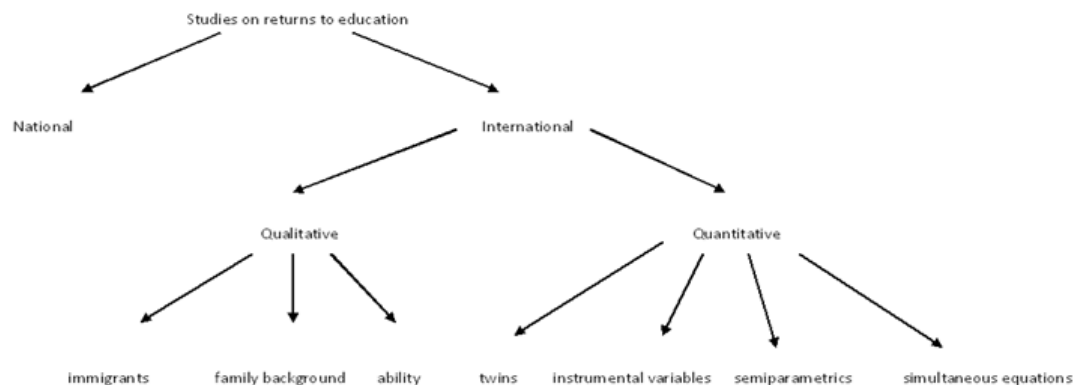 Studies on returns to education
National
International
Qualitative
Quantitative
immigrants
family background
ability
twins
instrumental variables
semiparametrics
simultaneous equations